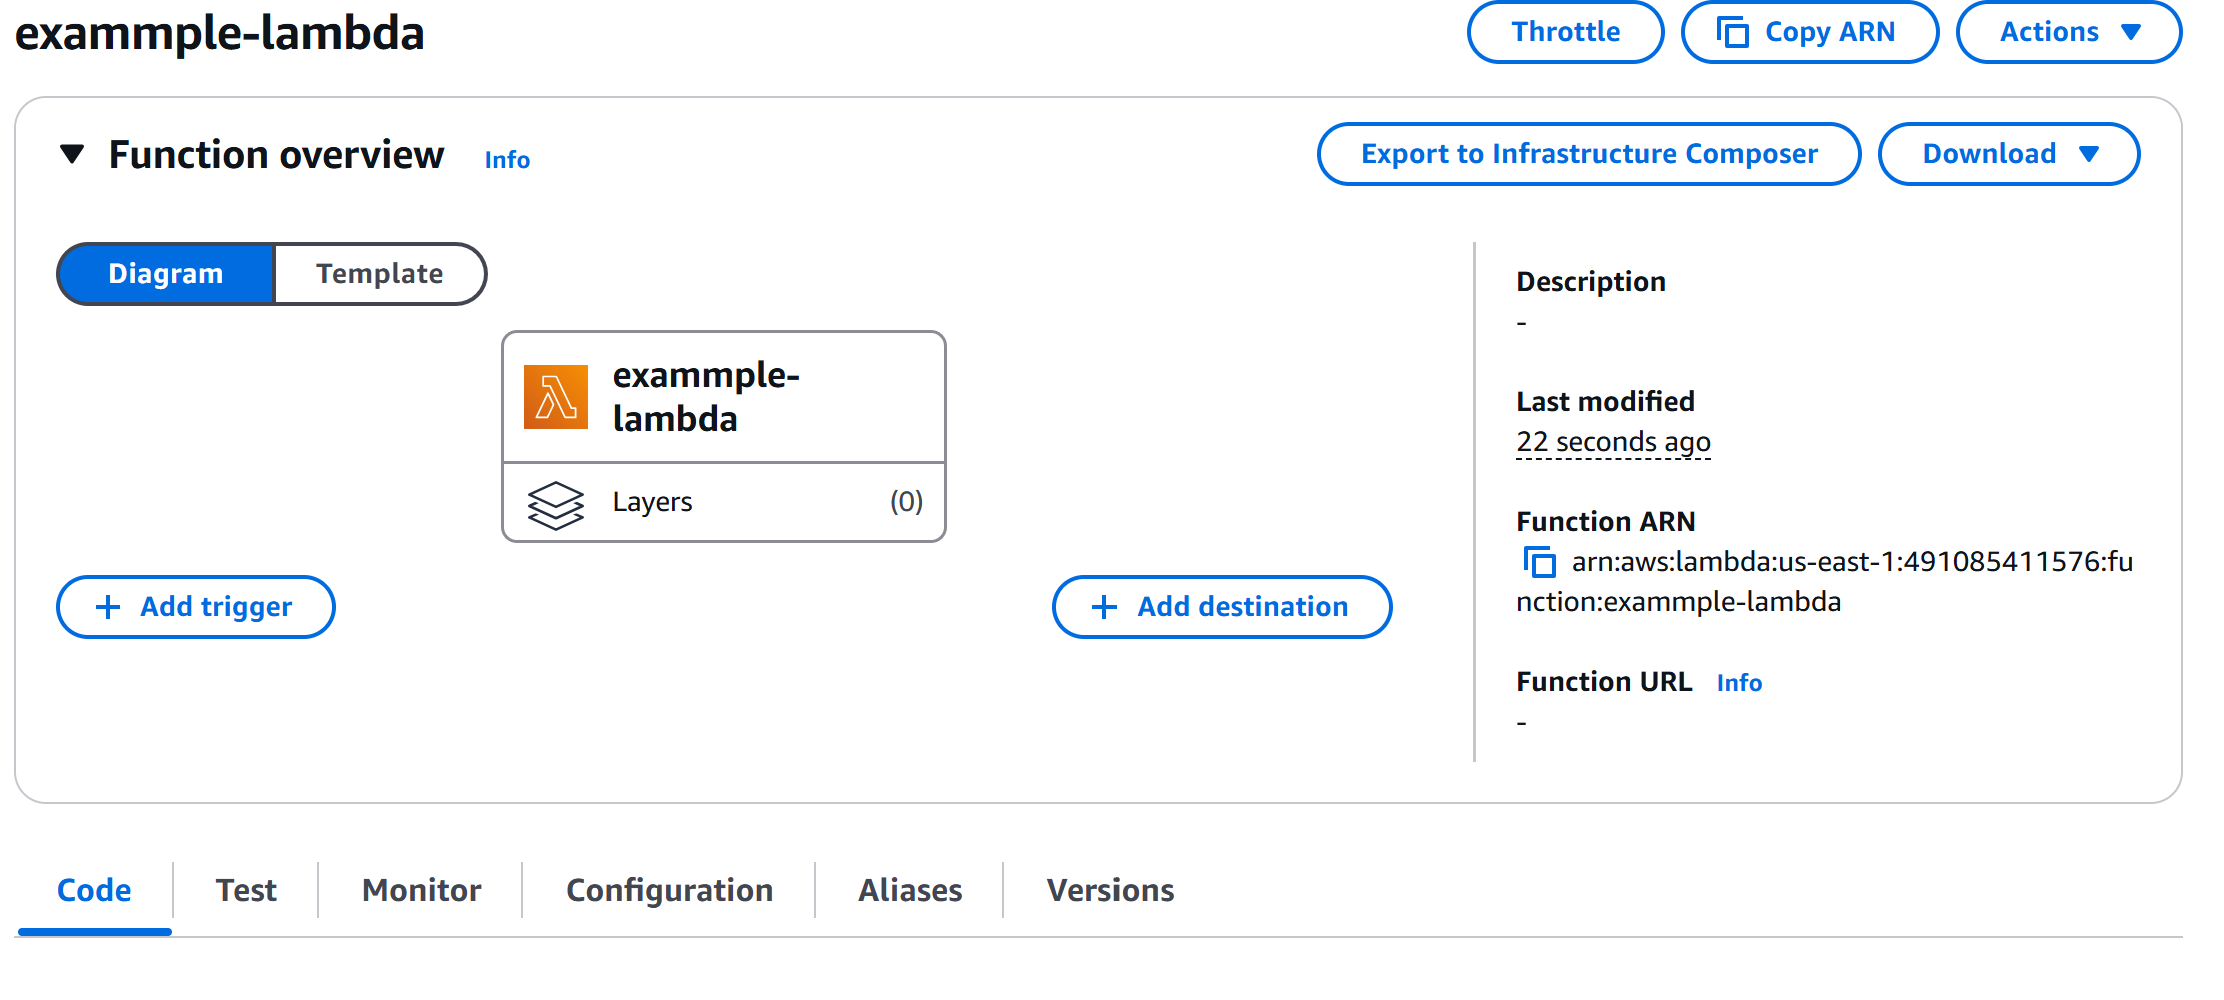 exammple-lambda
Throttle
Copy ARN
Actions
Function overview Info
Export to Infrastructure Composer
Download
Diagram
Template
exammple-
lambda
Layers (0)
+ Add trigger
+ Add destination
Description
-
Last modified
22 seconds ago
Function ARN
arn:aws:lambda:us-east-1:491085411576:fu
nction:exammple-lambda
Function URL Info
-
Code
Test
Monitor
Configuration
Aliases
Versions